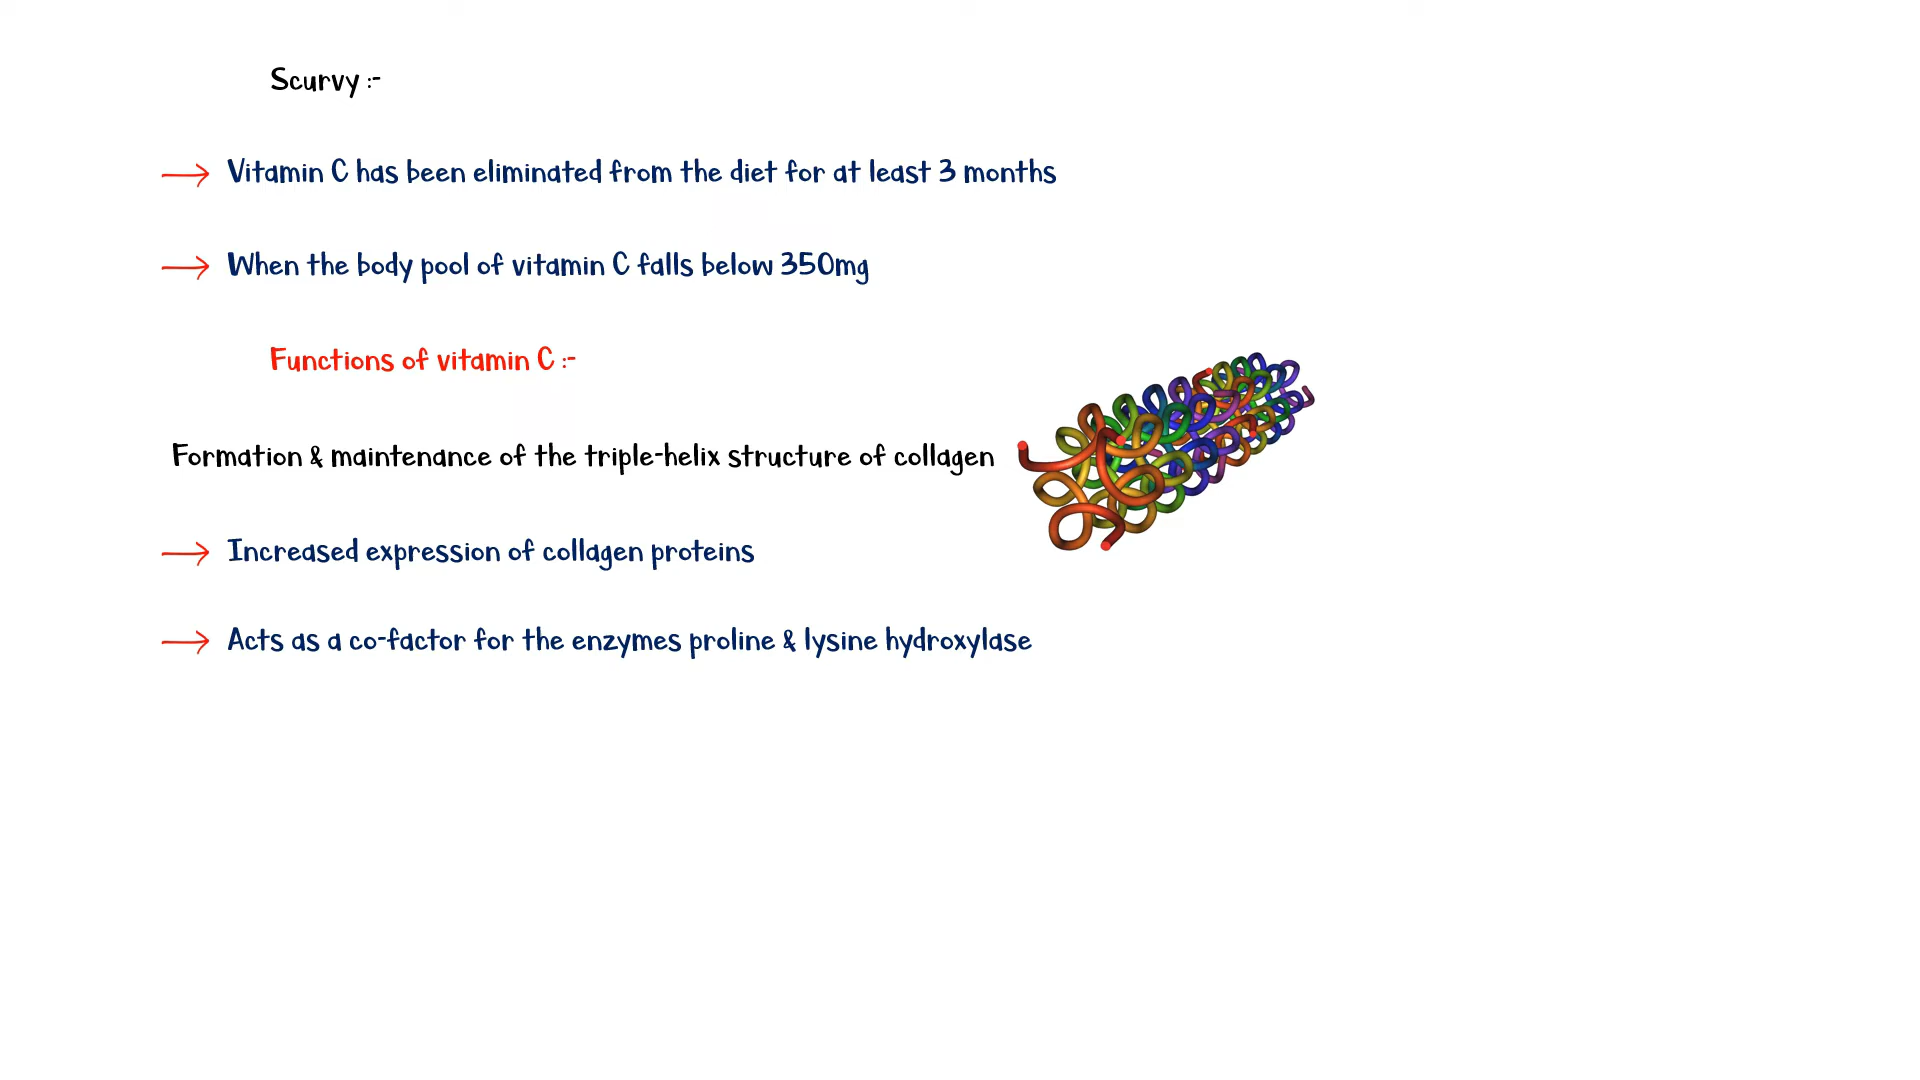 Scurvy :-
Vitamin C has been eliminated from the diet for at least 3 months
When the body pool of vitamin C falls below 350mg
Functions of vitamin C :-
Formation & maintenance of the triple-helix structure of collagen
Increased expression of collagen proteins
Acts as a co-factor for the enzymes proline & lysine hydroxylase